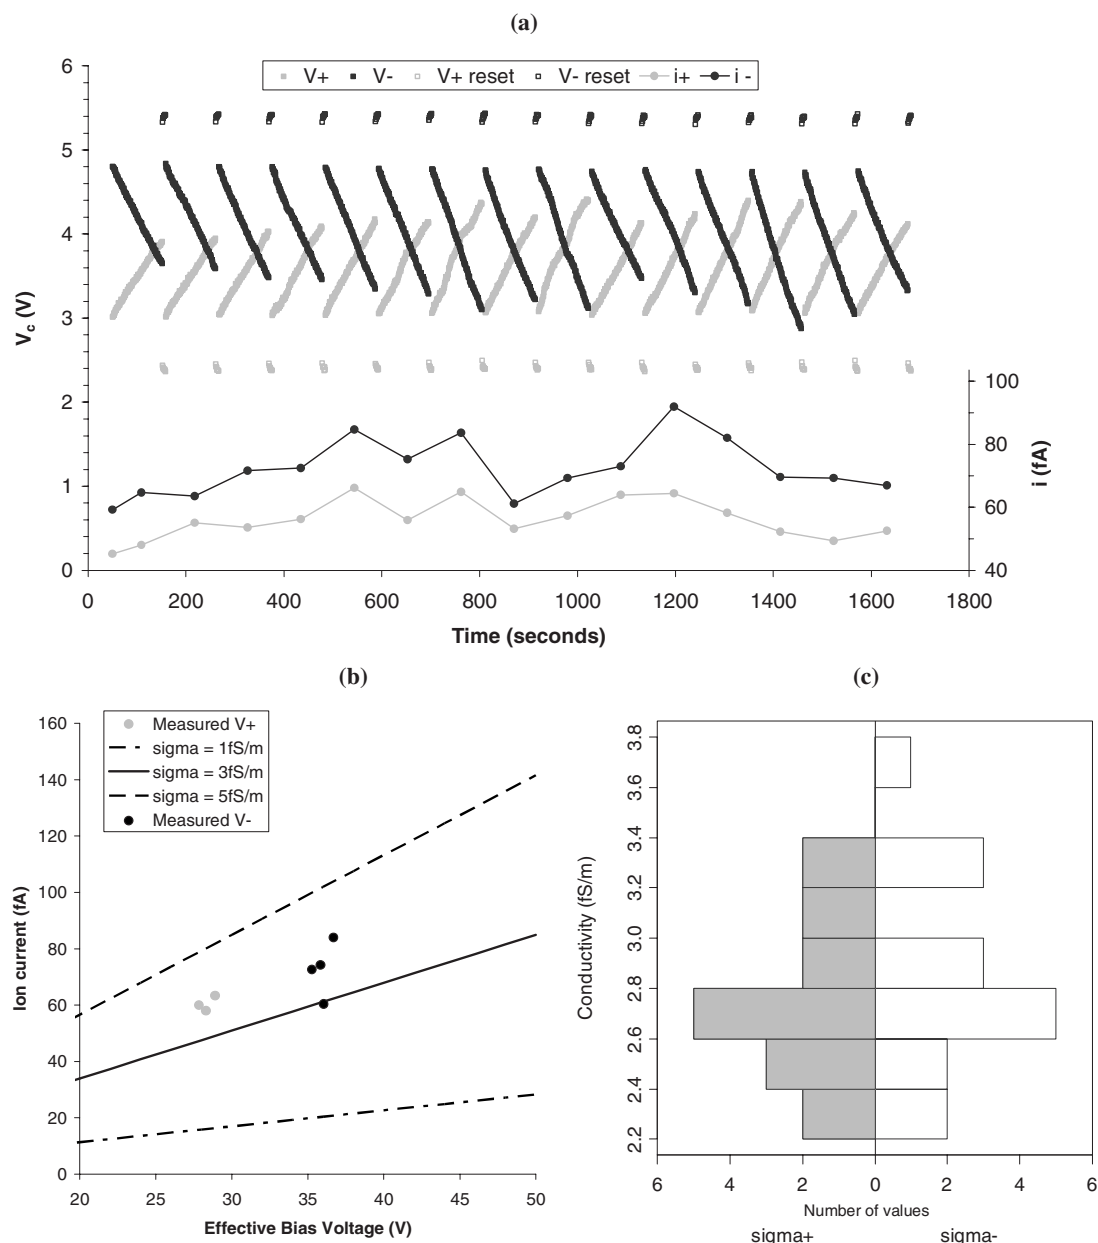 (a)
V+ V- V+ reset V- reset i+ i -
6
5
4
3
2
1
0
V_c (V)
100
80
60
40
i (fA)
0 200 400 600 800 1000 1200 1400 1600 1800
Time (seconds)
(b)
160
140
120
100
80
60
40
20
0
Ion current (fA)
Measured V+
sigma = 1fS/m
sigma = 3fS/m
sigma = 5fS/m
Measured V-
20 25 30 35 40 45 50
Effective Bias Voltage (V)
(c)
3.8
3.6
3.4
3.2
3.0
2.8
2.6
2.4
2.2
Conductivity (fS/m)
6 4 2 0 2 4 6
Number of values
sigma+ sigma-